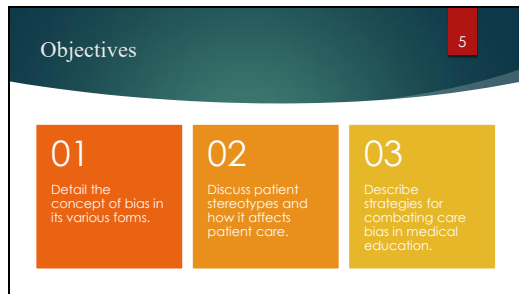 Objectives
5
01
Detail the
concept of bias in
its various forms.
02
Discuss patient
stereotypes and
how it affects
patient care.
03
Describe
strategies for
combating care
bias in medical
education.